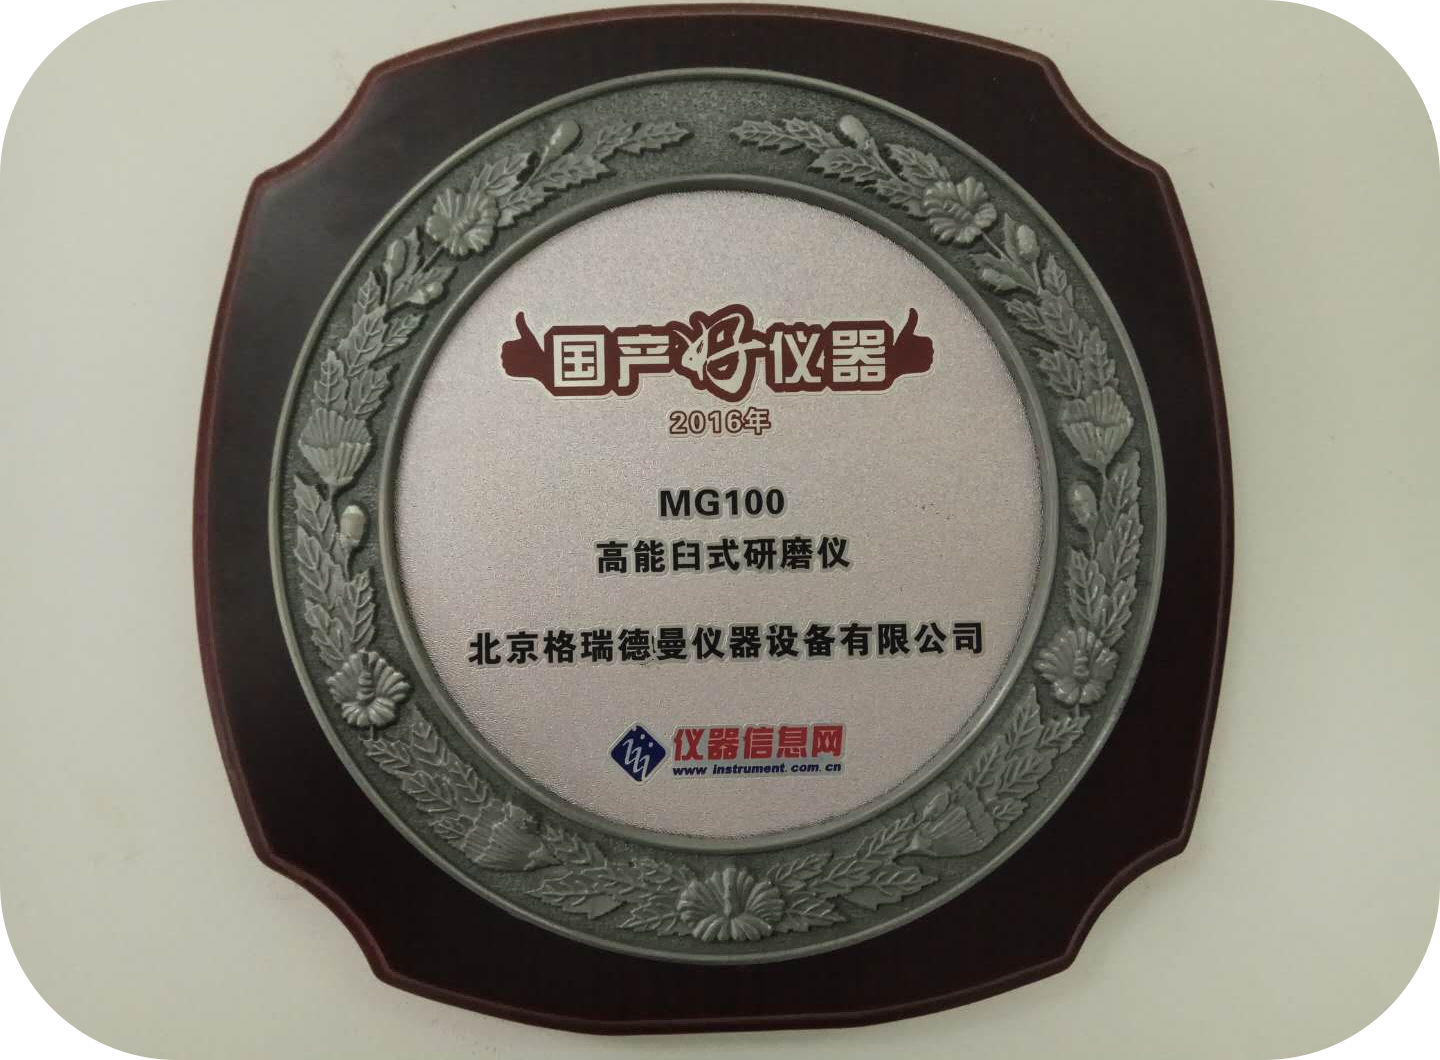 国产好仪器
2016年
MG100
高能臼式研磨仪
北京格瑞德曼仪器设备有限公司
仪器信息网
www.instrument.com.cn